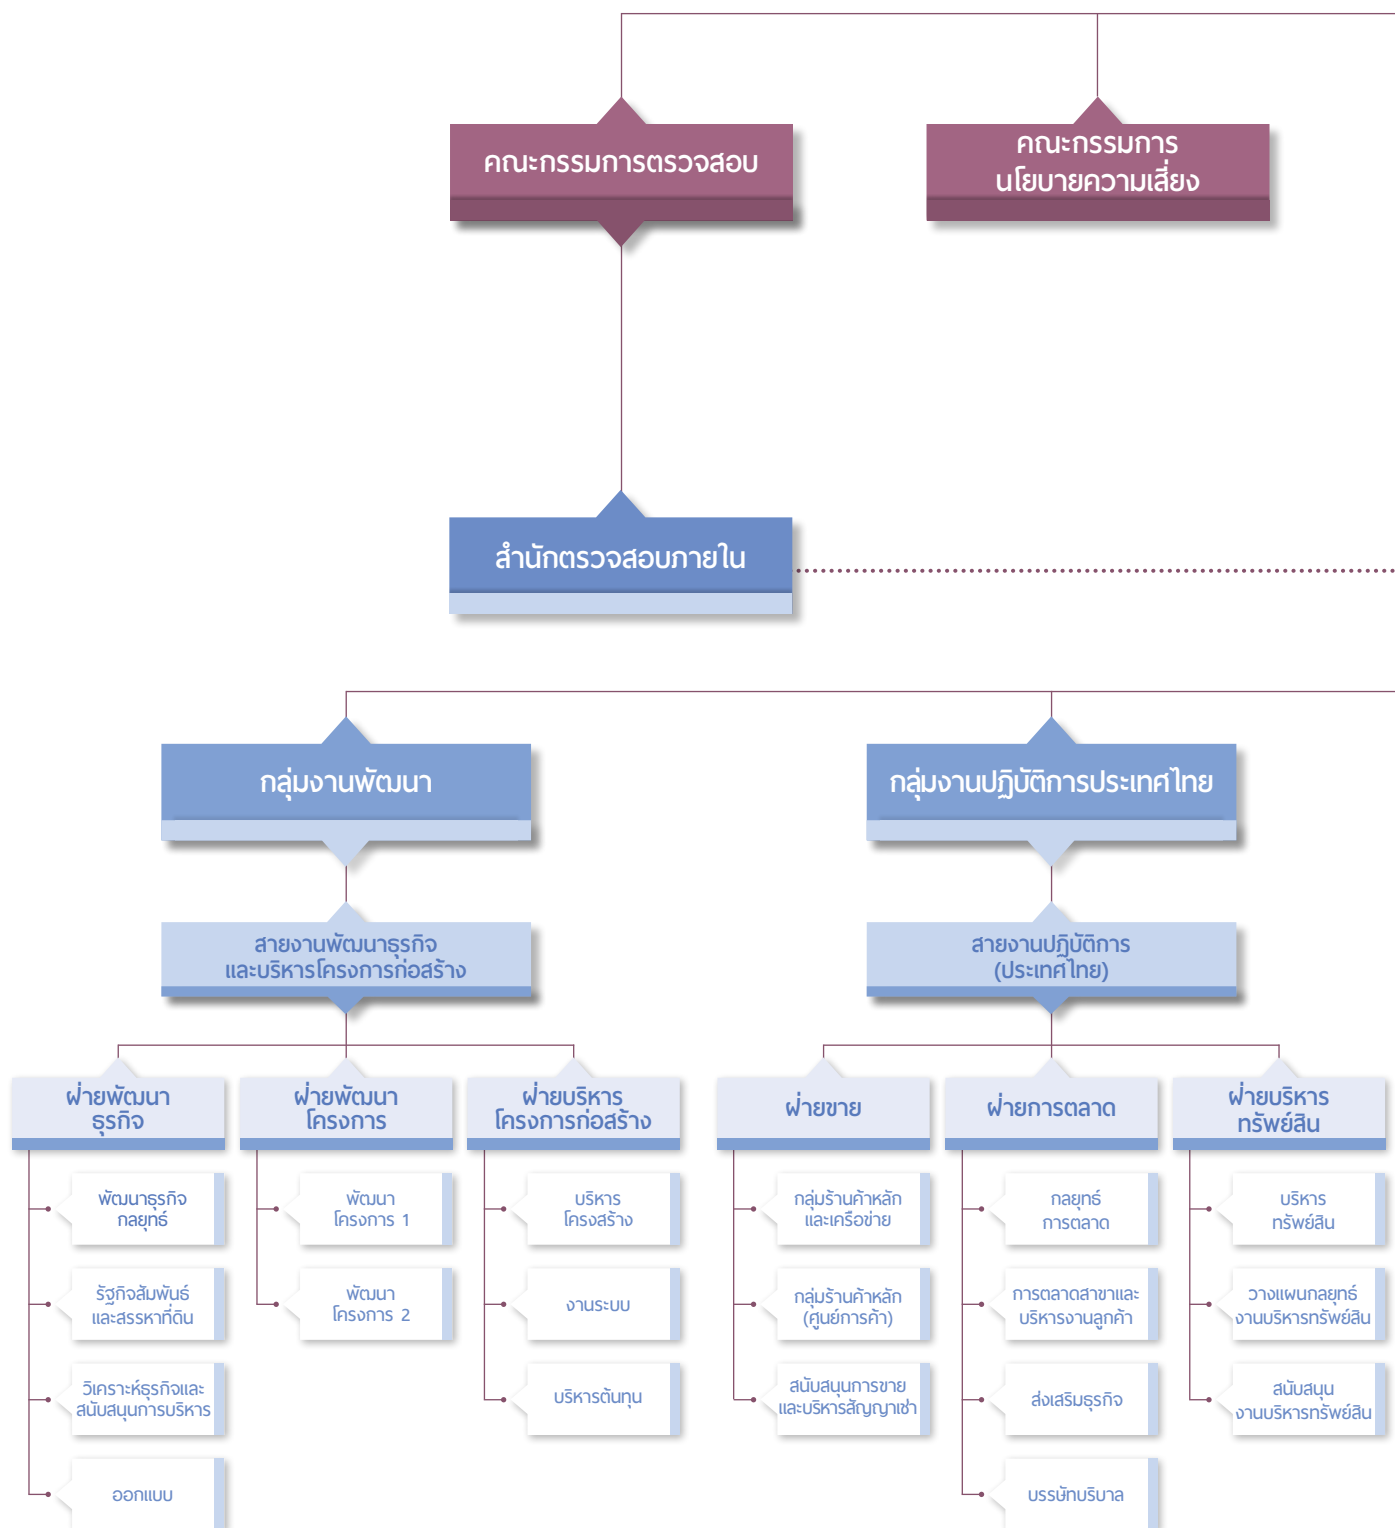 คณะกรรมการตรวจสอบ
คณะกรรมการ
นโยบายความเสี่ยง
สำนักตรวจสอบภายใน
กลุ่มงานพัฒนา
กลุ่มงานปฏิบัติการประเทศไทย
สายงานพัฒนาธุรกิจ
และบริหารโครงการก่อสร้าง
สายงานปฏิบัติการ
(ประเทศไทย)
ฝ่ายพัฒนา
ธุรกิจ
ฝ่ายพัฒนา
โครงการ
ฝ่ายบริหาร
โครงการก่อสร้าง
ฝ่ายขาย
ฝ่ายการตลาด
ฝ่ายบริหาร
ทรัพย์สิน
พัฒนาธุรกิจ
กลยุทธ์
รัฐกิจสัมพันธ์
และสรรหาที่ดิน
วิเคราะห์ธุรกิจและ
สนับสนุนการบริหาร
ออกแบบ
พัฒนา
โครงการ 1
พัฒนา
โครงการ 2
บริหาร
โครงสร้าง
งานระบบ
บริหารต้นทุน
กลุ่มร้านค้าหลัก
และเครือข่าย
กลุ่มร้านค้าหลัก
(ศูนย์การค้า)
สนับสนุนการขาย
และบริหารสัญญาเช่า
กลยุทธ์
การตลาด
การตลาดสาขาและ
บริหารงานลูกค้า
ส่งเสริมธุรกิจ
บรรษัทบริบาล
บริหาร
ทรัพย์สิน
วางแผนกลยุทธ์
งานบริหารทรัพย์สิน
สนับสนุน
งานบริหารทรัพย์สิน